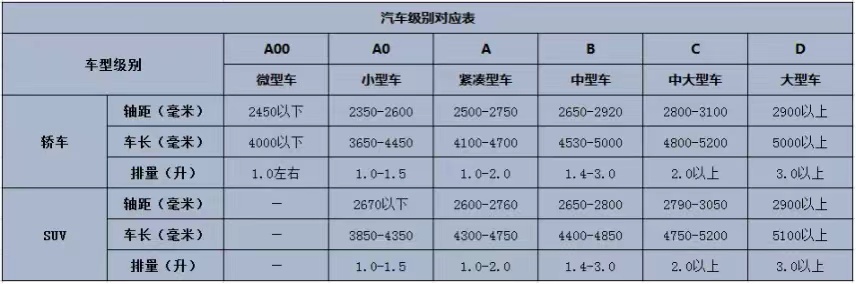 汽车级别对应表
车型级别 A00 A0 A B C D
微型车 小型车 紧凑型车 中型车 中大型车 大型车
轿车 轴距（毫米） 2450以下 2350-2600 2500-2750 2650-2920 2800-3100 2900以上
车长（毫米） 4000以下 3650-4450 4100-4700 4530-5000 4800-5200 5000以上
排量（升） 1.0左右 1.0-1.5 1.0-2.0 1.4-3.0 2.0以上 3.0以上
SUV 轴距（毫米） — 2670以下 2600-2760 2650-2800 2790-3050 2900以上
车长（毫米） — 3850-4350 4300-4750 4400-4850 4750-5200 5100以上
排量（升） — 1.0-1.5 1.0-2.0 1.4-3.0 2.0以上 3.0以上